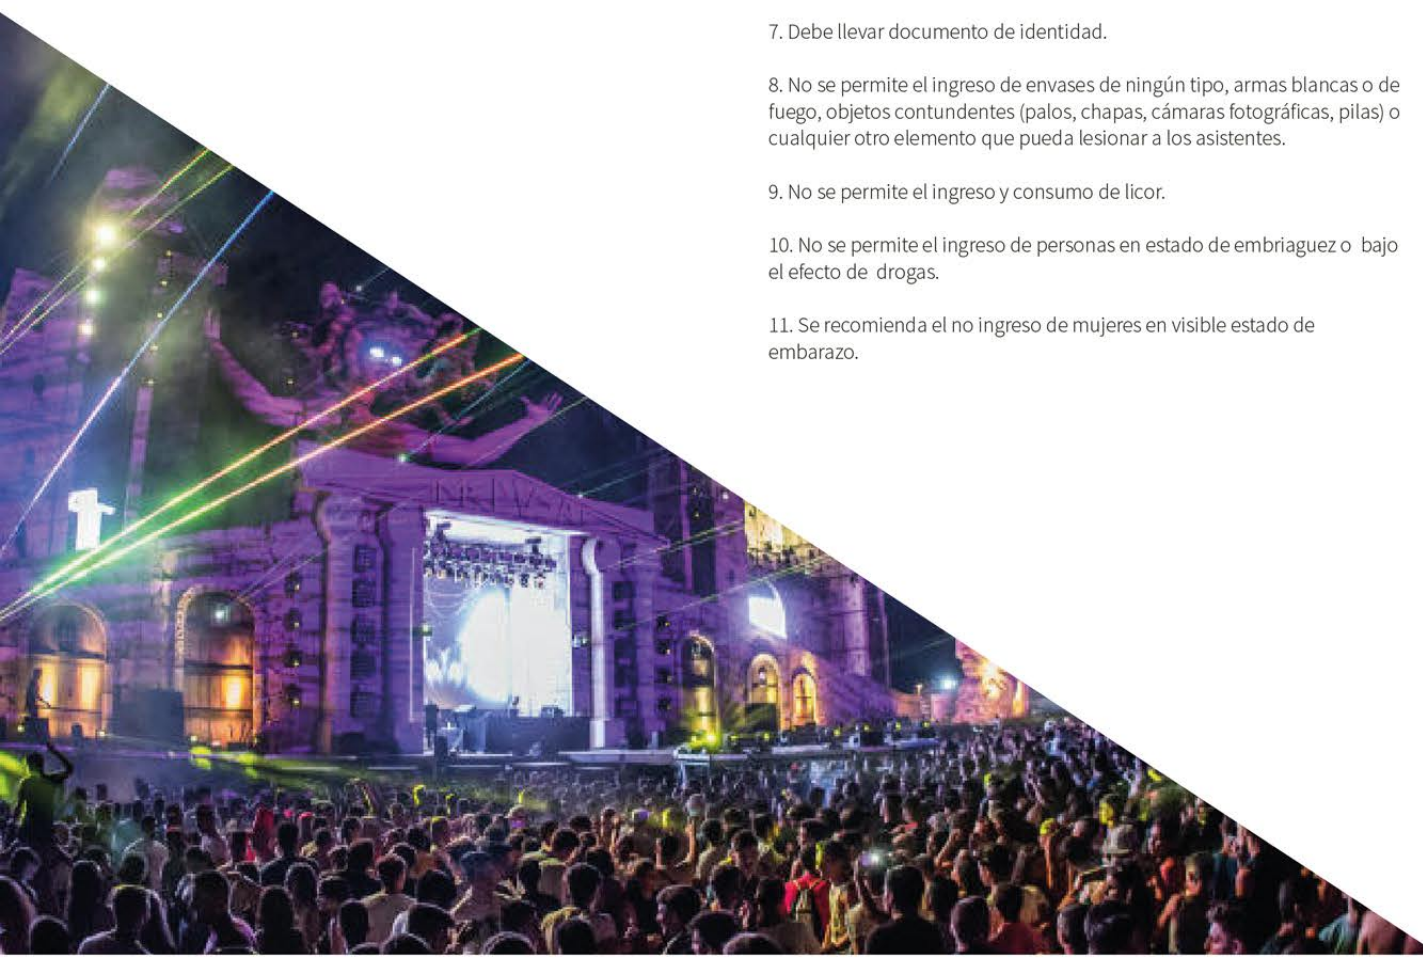 7. Debe llevar documento de identidad.
8. No se permite el ingreso de envases de ningún tipo, armas blancas o de
fuego, objetos contundentes (palos, chapas, cámaras fotográficas, pilas) o
cualquier otro elemento que pueda lesionar a los asistentes.
9. No se permite el ingreso y consumo de licor.
10. No se permite el ingreso de personas en estado de embriaguez o  bajo
el efecto de  drogas.
11. Se recomienda el no ingreso de mujeres en visible estado de
embarazo.